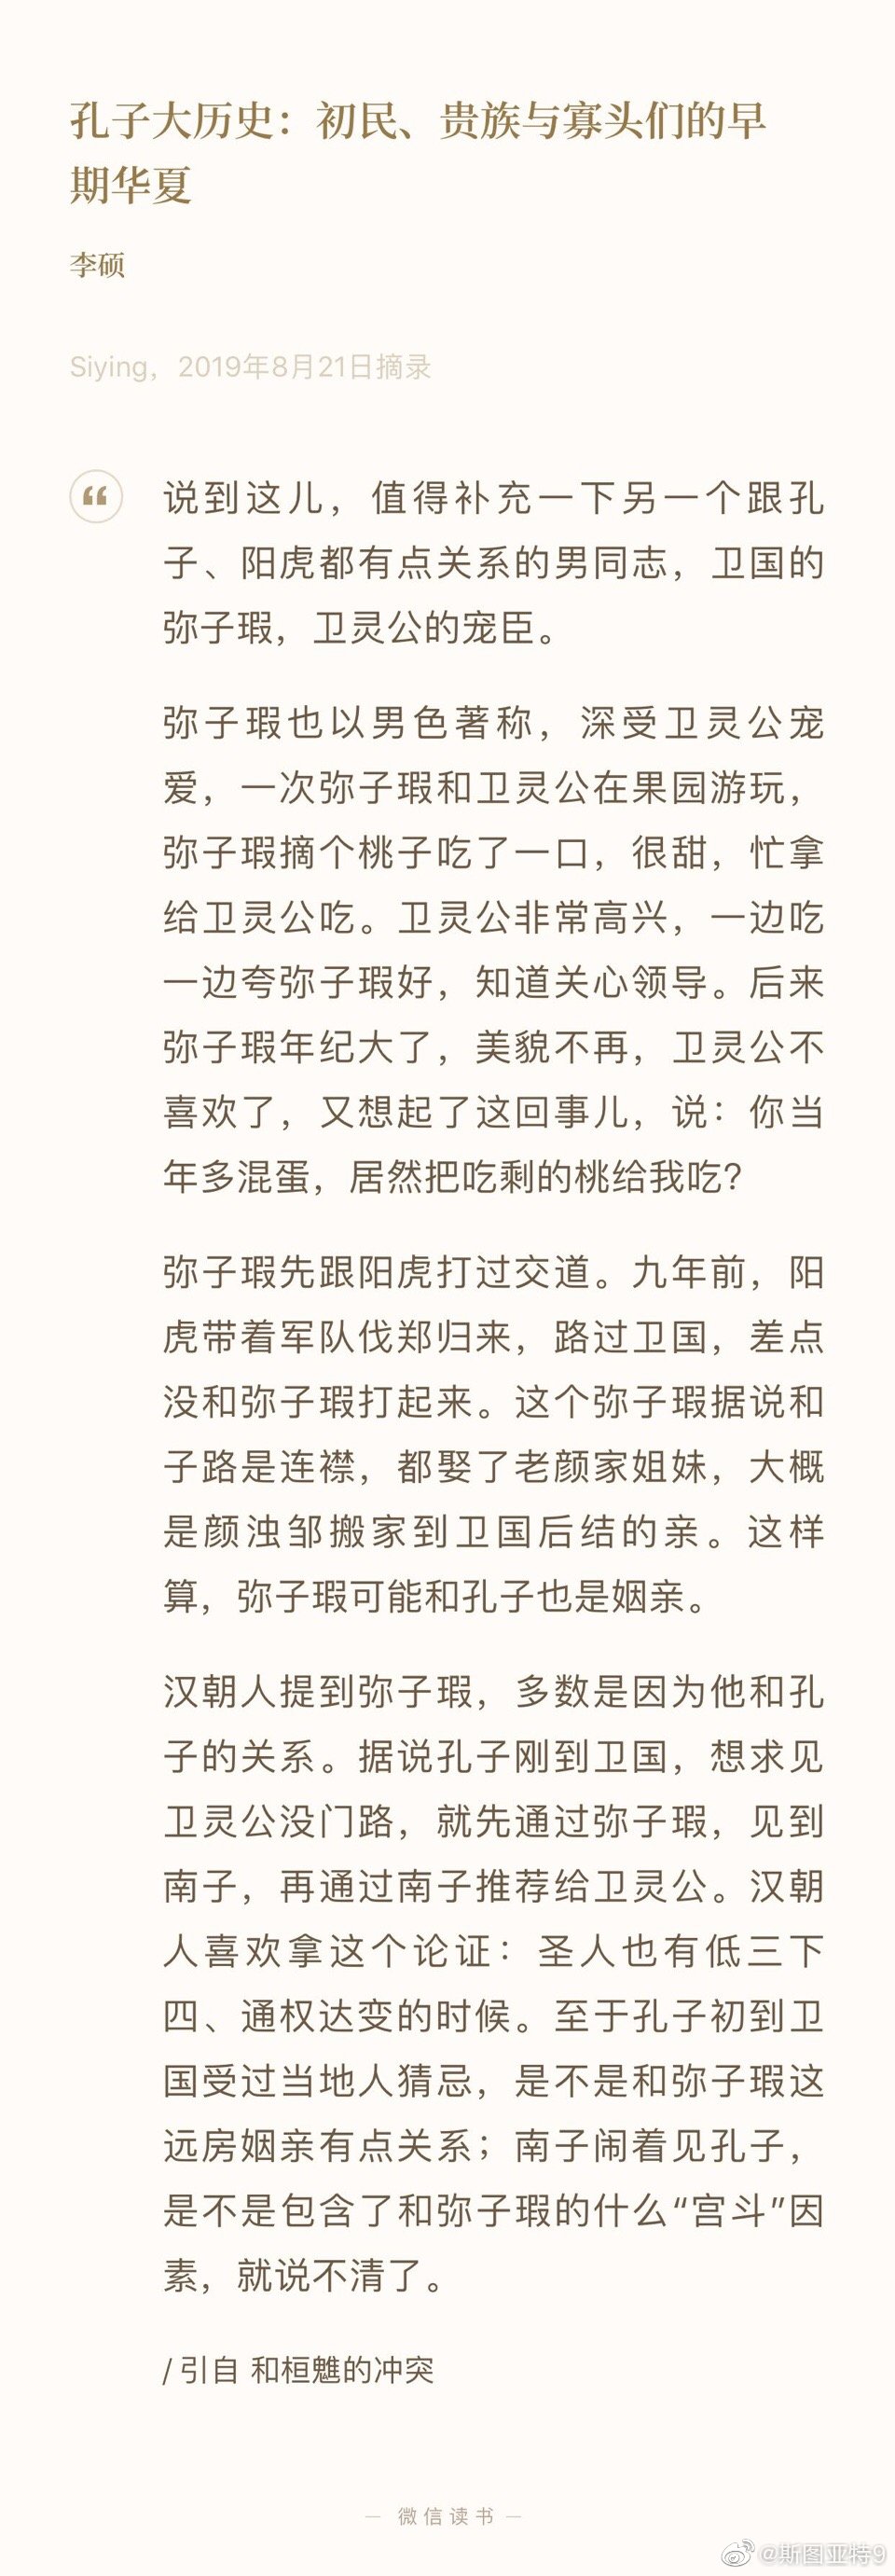 孔子大历史：初民、贵族与寡头们的早
期华夏
李硕
Siying，2019年8月21日摘录
说到这儿，值得补充一下另一个跟孔
子、阳虎都有点关系的男同志，卫国的
弥子瑕，卫灵公的宠臣。
弥子瑕也以男色著称，深受卫灵公宠
爱，一次弥子瑕和卫灵公在果园游玩，
弥子瑕摘个桃子吃了一口，很甜，忙拿
给卫灵公吃。卫灵公非常高兴，一边吃
一边夸弥子瑕好，知道关心领导。后来
弥子瑕年纪大了，美貌不再，卫灵公不
喜欢了，又想起了这回事儿，说：你当
年多混蛋，居然把吃剩的桃给我吃？
弥子瑕先跟阳虎打过交道。九年前，阳
虎带着军队伐郑归来，路过卫国，差点
没和弥子瑕打起来。这个弥子瑕据说和
子路是连襟，都娶了老颜家姐妹，大概
是颜浊邹搬家到卫国后结的亲。这样
算，弥子瑕可能和孔子也是姻亲。
汉朝人提到弥子瑕，多数是因为他和孔
子的关系。据说孔子刚到卫国，想求见
卫灵公没门路，就先通过弥子瑕，见到
南子，再通过南子推荐给卫灵公。汉朝
人喜欢拿这个论证：圣人也有低三下
四、通权达变的时候。至于孔子初到卫
国受过当地人猜忌，是不是和弥子瑕这
远房姻亲有点关系；南子闹着见孔子，
是不是包含了和弥子瑕的什么“宫斗”因
素，就说不清了。
/ 引自 和桓魋的冲突
— 微信读书 —
@斯图亚特9